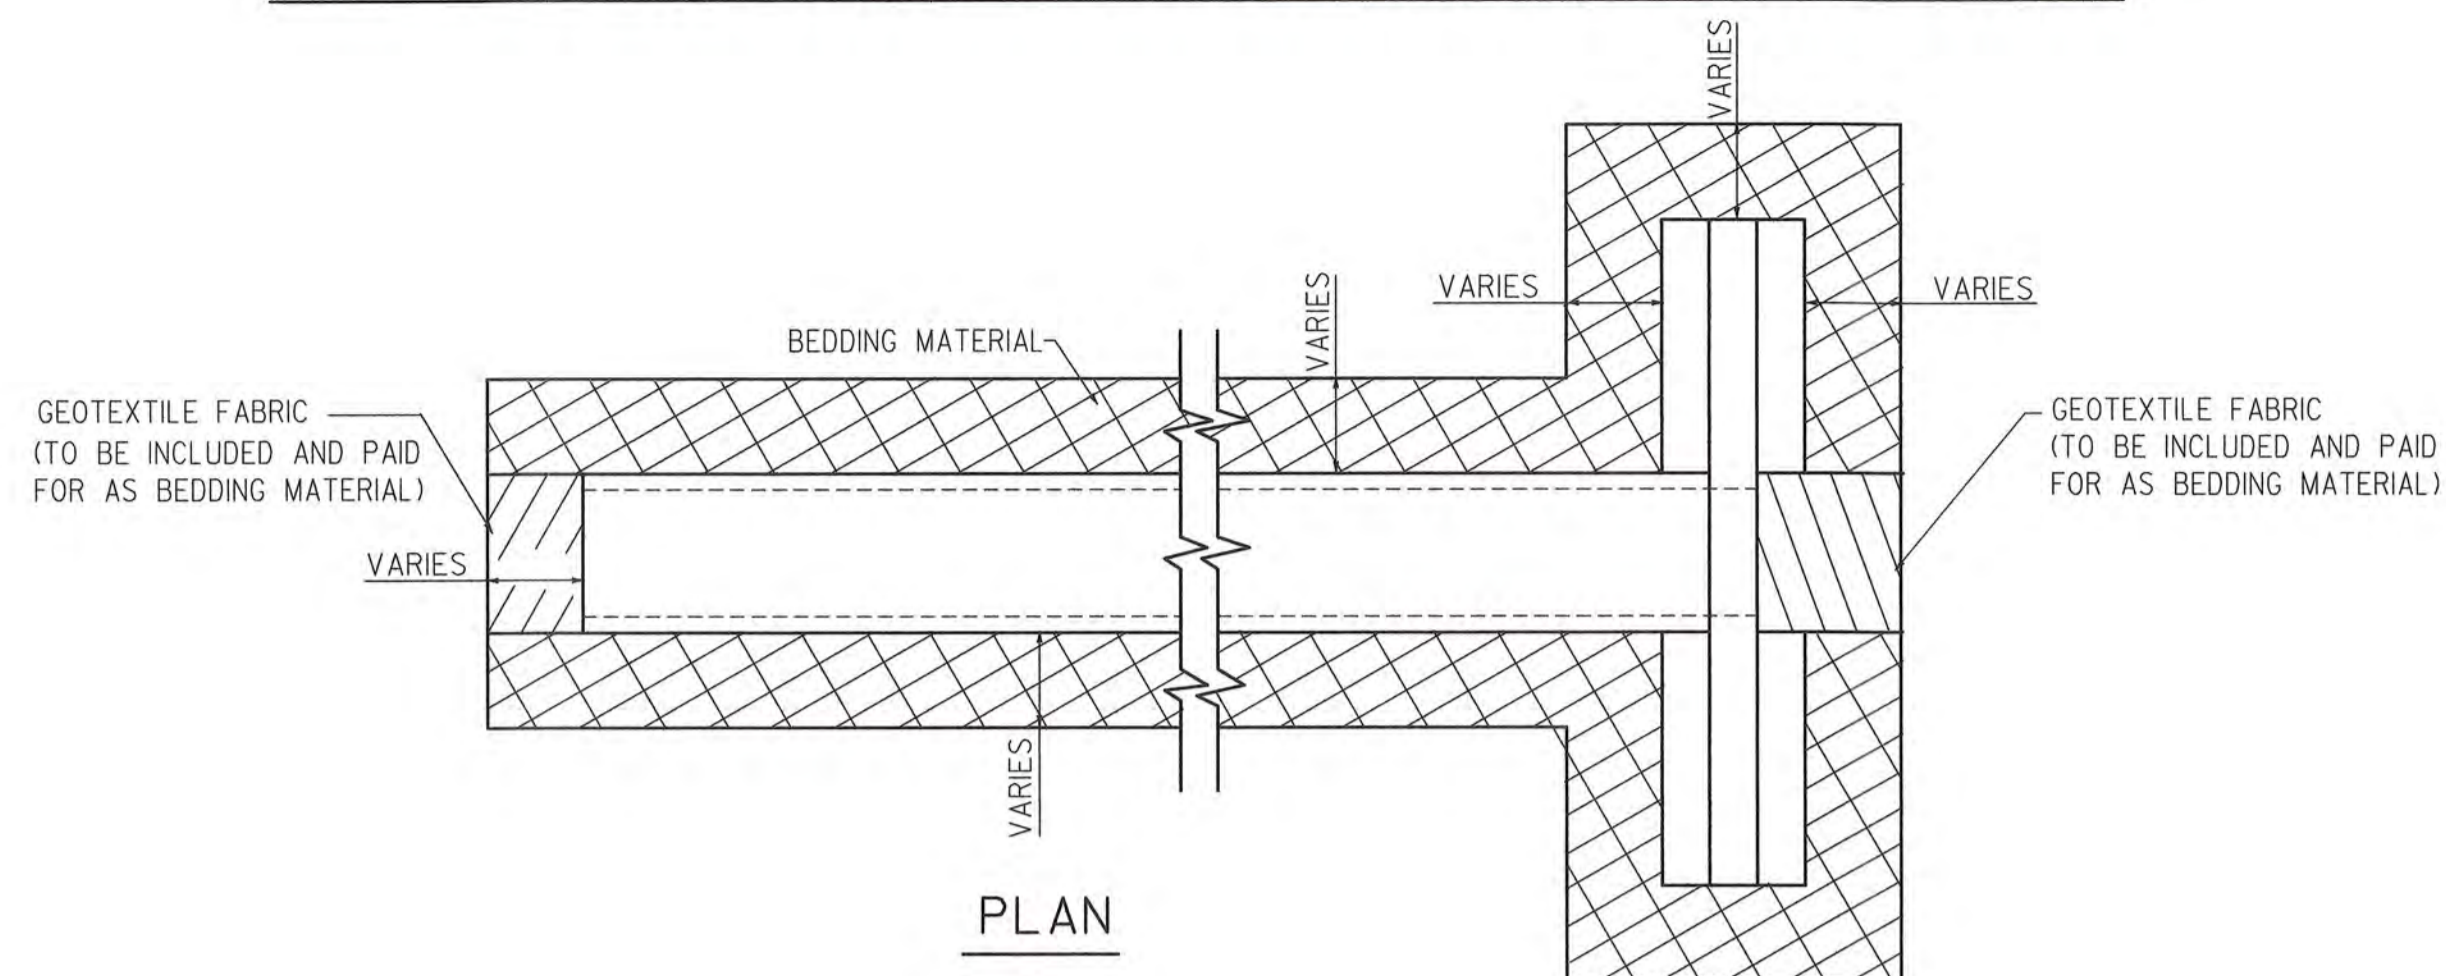 VARIES
VARIES
VARIES
VARIES
BEDDING MATERIAL
GEOTEXTILE FABRIC
(TO BE INCLUDED AND PAID
FOR AS BEDDING MATERIAL)
GEOTEXTILE FABRIC
(TO BE INCLUDED AND PAID
FOR AS BEDDING MATERIAL)
VARIES
VARIES
PLAN